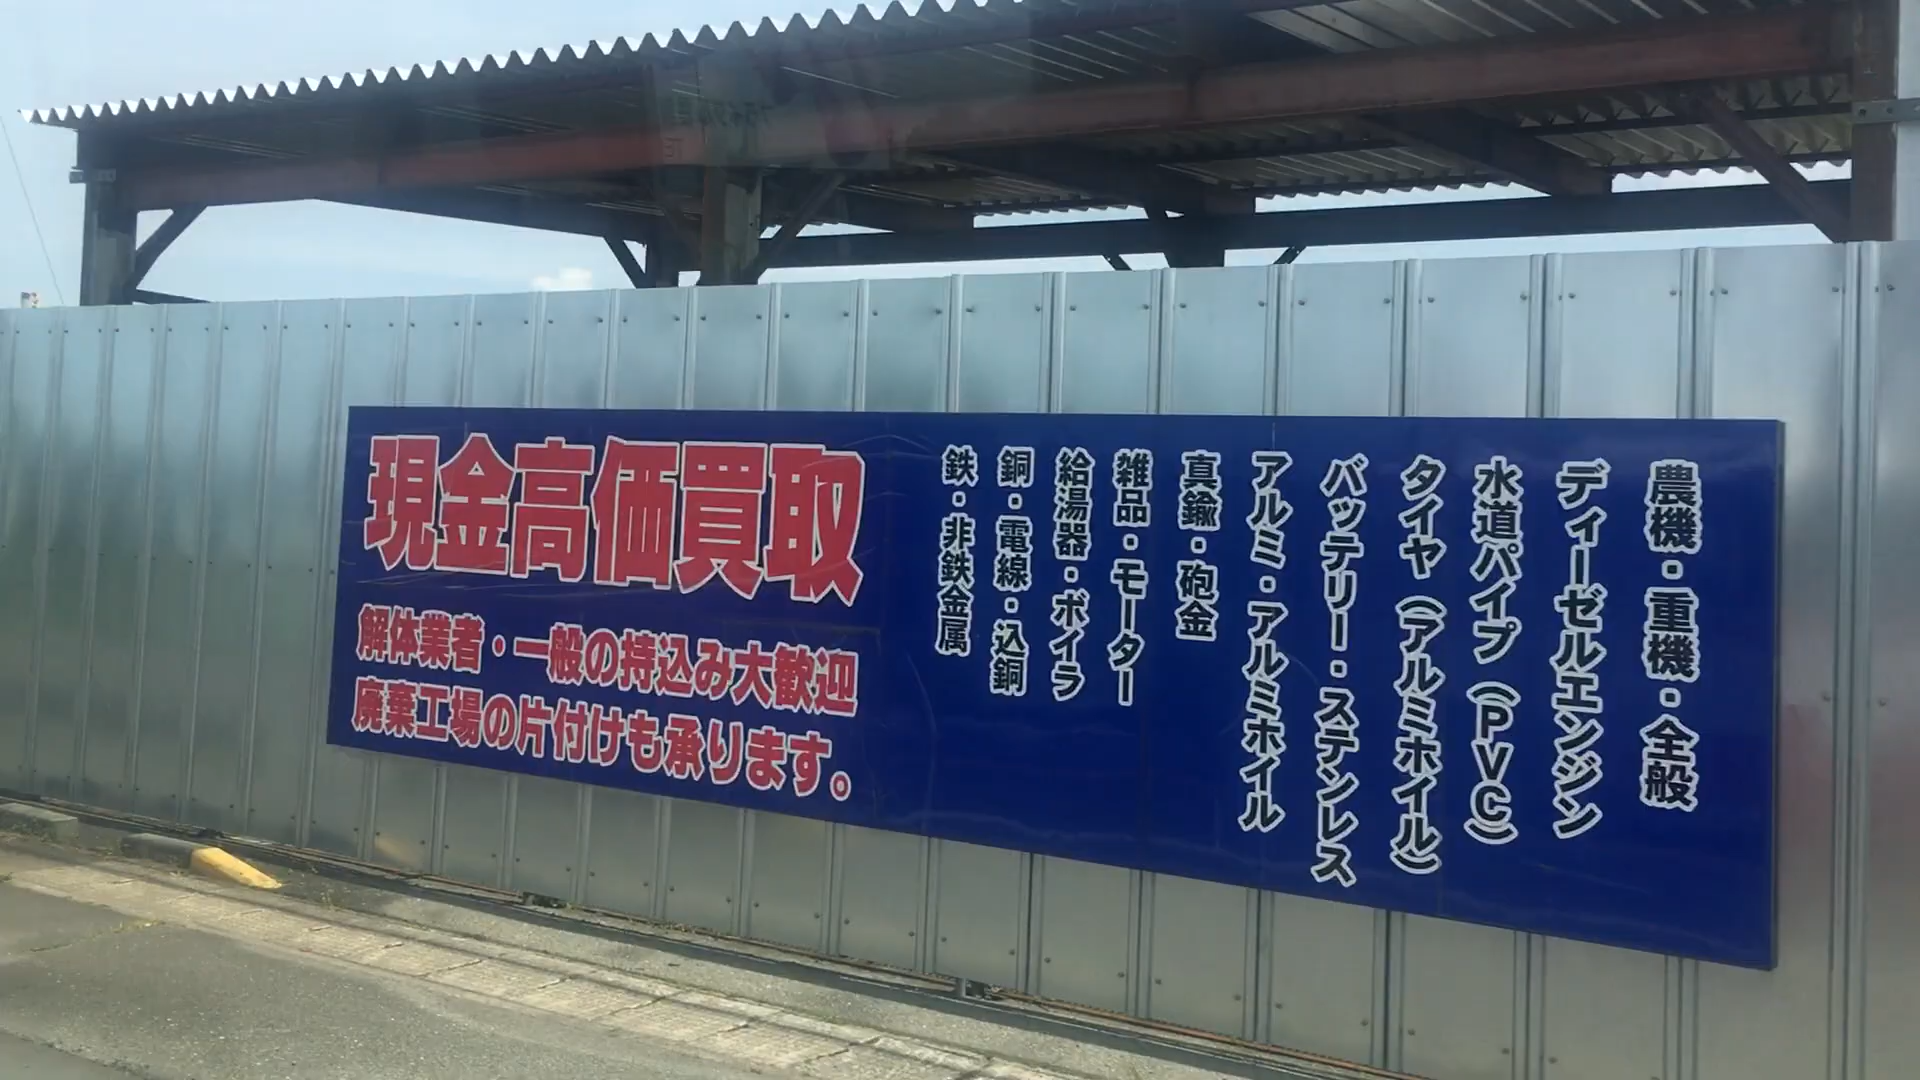 現金高価買取
解体業者・一般の持込み大歓迎
廃棄工場の片付けも承ります。
農機・重機・全般
ディーゼルエンジン
水道パイプ（PVC）
タイヤ（アルミホイル）
バッテリー・ステンレス
アルミ・アルミホイル
真鍮・砲金
雑品・モーター
給湯器・ボイラ
銅・電線・込銅
鉄・非鉄金属